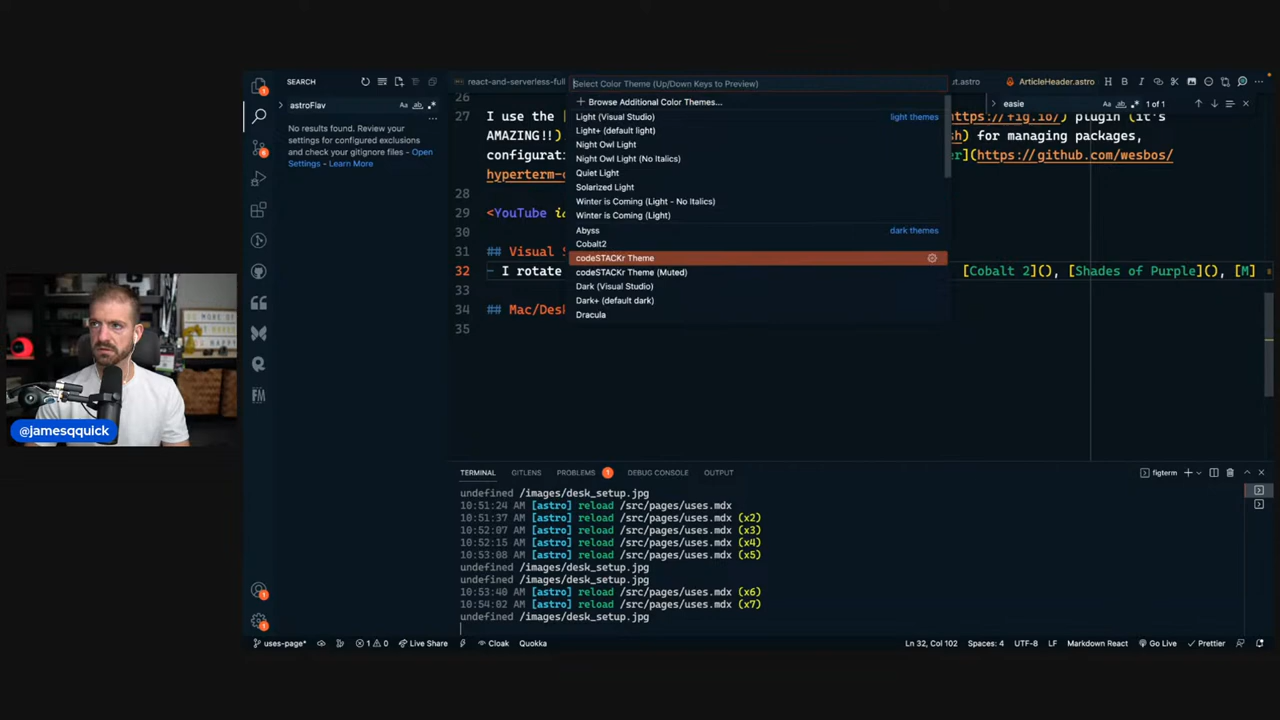 SEARCH
astroFlav
Aa
ab
No results found. Review your
settings for configured exclusions
and check your gitignore files - Open
Settings - Learn More
react-and-serverless-full
Select Color Theme (Up/Down Keys to Preview)
ut.astro
ArticleHeader.astro
easie
Aa
ab
1 of 1
Browse Additional Color Themes...
Light (Visual Studio)
light themes
Light+ (default light)
Night Owl Light
Night Owl Light (No Italics)
Quiet Light
Solarized Light
Winter is Coming (Light - No Italics)
Winter is Coming (Light)
Abyss
dark themes
Cobalt2
codeSTACKr Theme
codeSTACKr Theme (Muted)
Dark (Visual Studio)
Dark+ (default dark)
Dracula
26
27 I use the [
https://fig.io/) plugin (it's
AMAZING!!)
h) for managing packages,
configurati
er](https://github.com/wesbos/
hyperterm-c
28
29 <YouTube i
30
31 ## Visual S
32 - I rotate
[Cobalt 2](), [Shades of Purple](), [M]
33
34 ## Mac/Desk
35
@jamesqquick
FM
TERMINAL GITLENS PROBLEMS 1 DEBUG CONSOLE OUTPUT
figterm
undefined /images/desk_setup.jpg
10:51:24 AM [astro] reload /src/pages/uses.mdx
10:51:37 AM [astro] reload /src/pages/uses.mdx (x2)
10:52:07 AM [astro] reload /src/pages/uses.mdx (x3)
10:52:15 AM [astro] reload /src/pages/uses.mdx (x4)
10:53:08 AM [astro] reload /src/pages/uses.mdx (x5)
undefined /images/desk_setup.jpg
undefined /images/desk_setup.jpg
10:53:40 AM [astro] reload /src/pages/uses.mdx (x6)
10:54:02 AM [astro] reload /src/pages/uses.mdx (x7)
undefined /images/desk_setup.jpg
uses-page* 1 0 Live Share Cloak Quokka Ln 32, Col 102 Spaces: 4 UTF-8 LF Markdown React Go Live Prettier